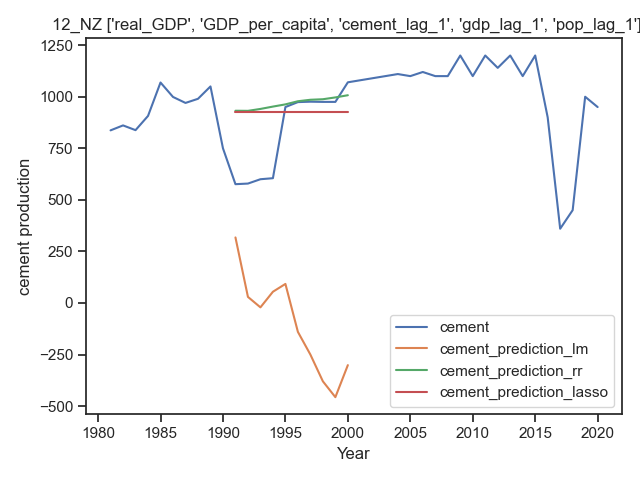 12_NZ ['real_GDP', 'GDP_per_capita', 'cement_lag_1', 'gdp_lag_1', 'pop_lag_1']
1250
1000
750
500
250
0
−250
−500
cement production
1980
1985
1990
1995
2000
2005
2010
2015
2020
Year
cement
cement_prediction_lm
cement_prediction_rr
cement_prediction_lasso